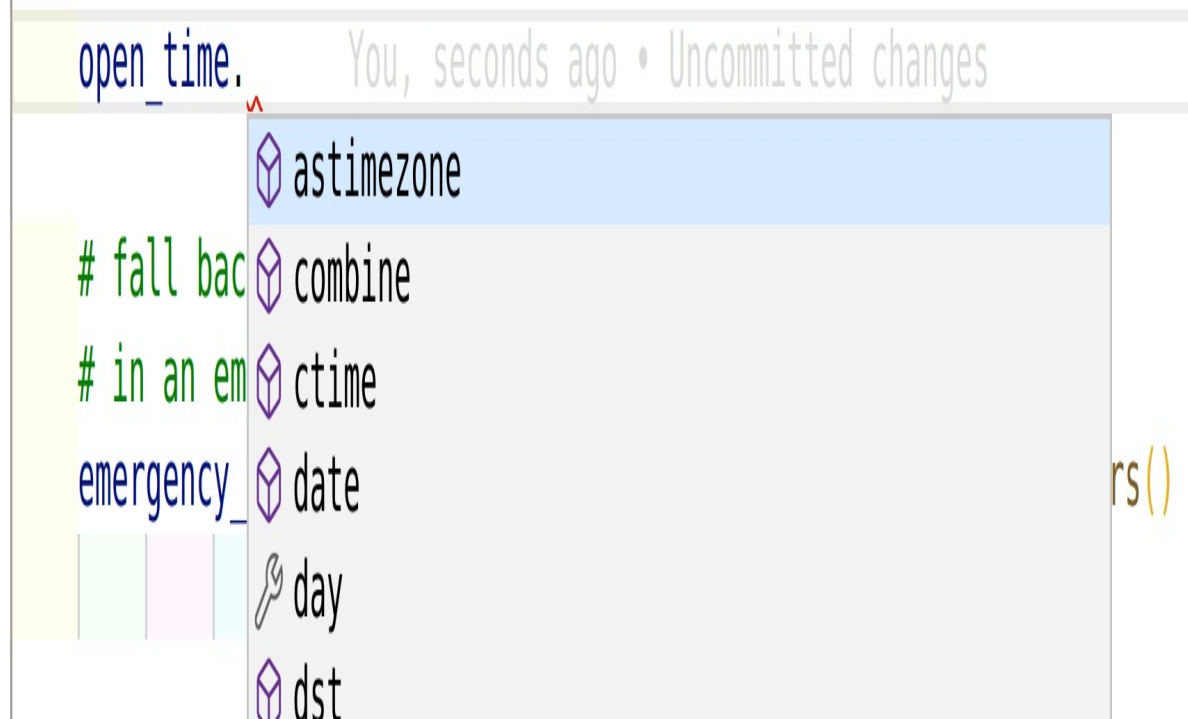 open_time. You, seconds ago • Uncommitted changes
astimezone
# fall bac
combine
# in an em
ctime
emergency_
date
rs()
day
dst